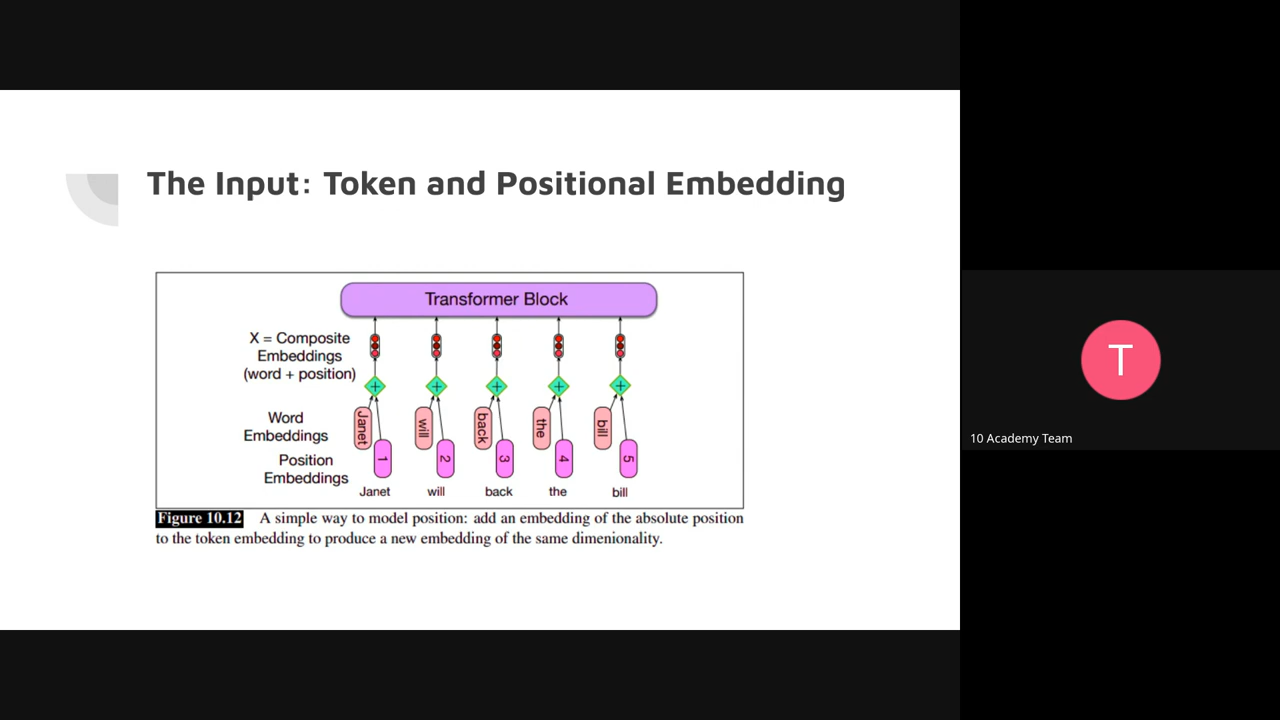 The Input: Token and Positional Embedding
Transformer Block
X = Composite
Embeddings
(word + position)
+ + + + +
Word
Embeddings
Janet will back the bill
Position
Embeddings
1 2 3 4 5
Janet will back the bill
Figure 10.12 A simple way to model position: add an embedding of the absolute position
to the token embedding to produce a new embedding of the same dimenionality.
T
10 Academy Team